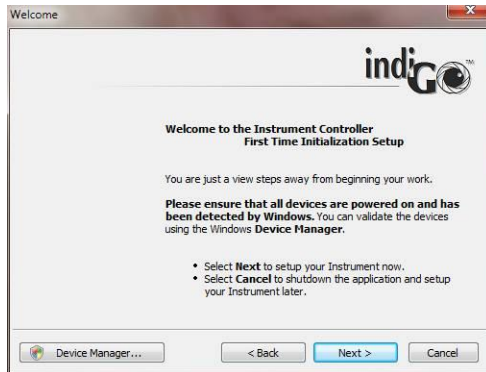 Welcome
indiGo™
Welcome to the Instrument Controller
First Time Initialization Setup
You are just a view steps away from beginning your work.
Please ensure that all devices are powered on and has
been detected by Windows. You can validate the devices
using the Windows Device Manager.
• Select Next to setup your Instrument now.
• Select Cancel to shutdown the application and setup
your Instrument later.
Device Manager... < Back Next > Cancel